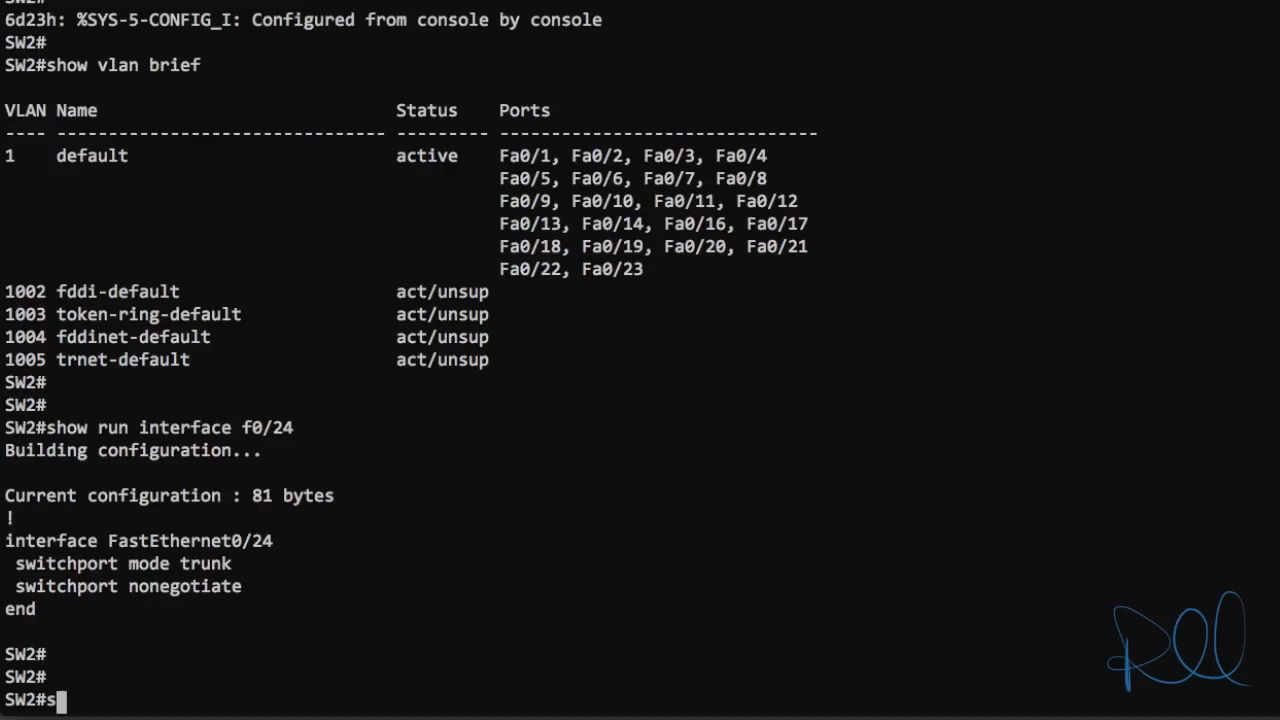 6d23h: %SYS-5-CONFIG_I: Configured from console by console
SW2#
SW2#show vlan brief
VLAN Name                             Status    Ports
---- -------------------------------- --------- -------------------------------
1    default                          active    Fa0/1, Fa0/2, Fa0/3, Fa0/4
                                                Fa0/5, Fa0/6, Fa0/7, Fa0/8
                                                Fa0/9, Fa0/10, Fa0/11, Fa0/12
                                                Fa0/13, Fa0/14, Fa0/16, Fa0/17
                                                Fa0/18, Fa0/19, Fa0/20, Fa0/21
                                                Fa0/22, Fa0/23
1002 fddi-default                     act/unsup
1003 token-ring-default               act/unsup
1004 fddinet-default                  act/unsup
1005 trnet-default                    act/unsup
SW2#
SW2#
SW2#show run interface f0/24
Building configuration...
Current configuration : 81 bytes
!
interface FastEthernet0/24
 switchport mode trunk
 switchport nonegotiate
end
SW2#
SW2#
SW2#s